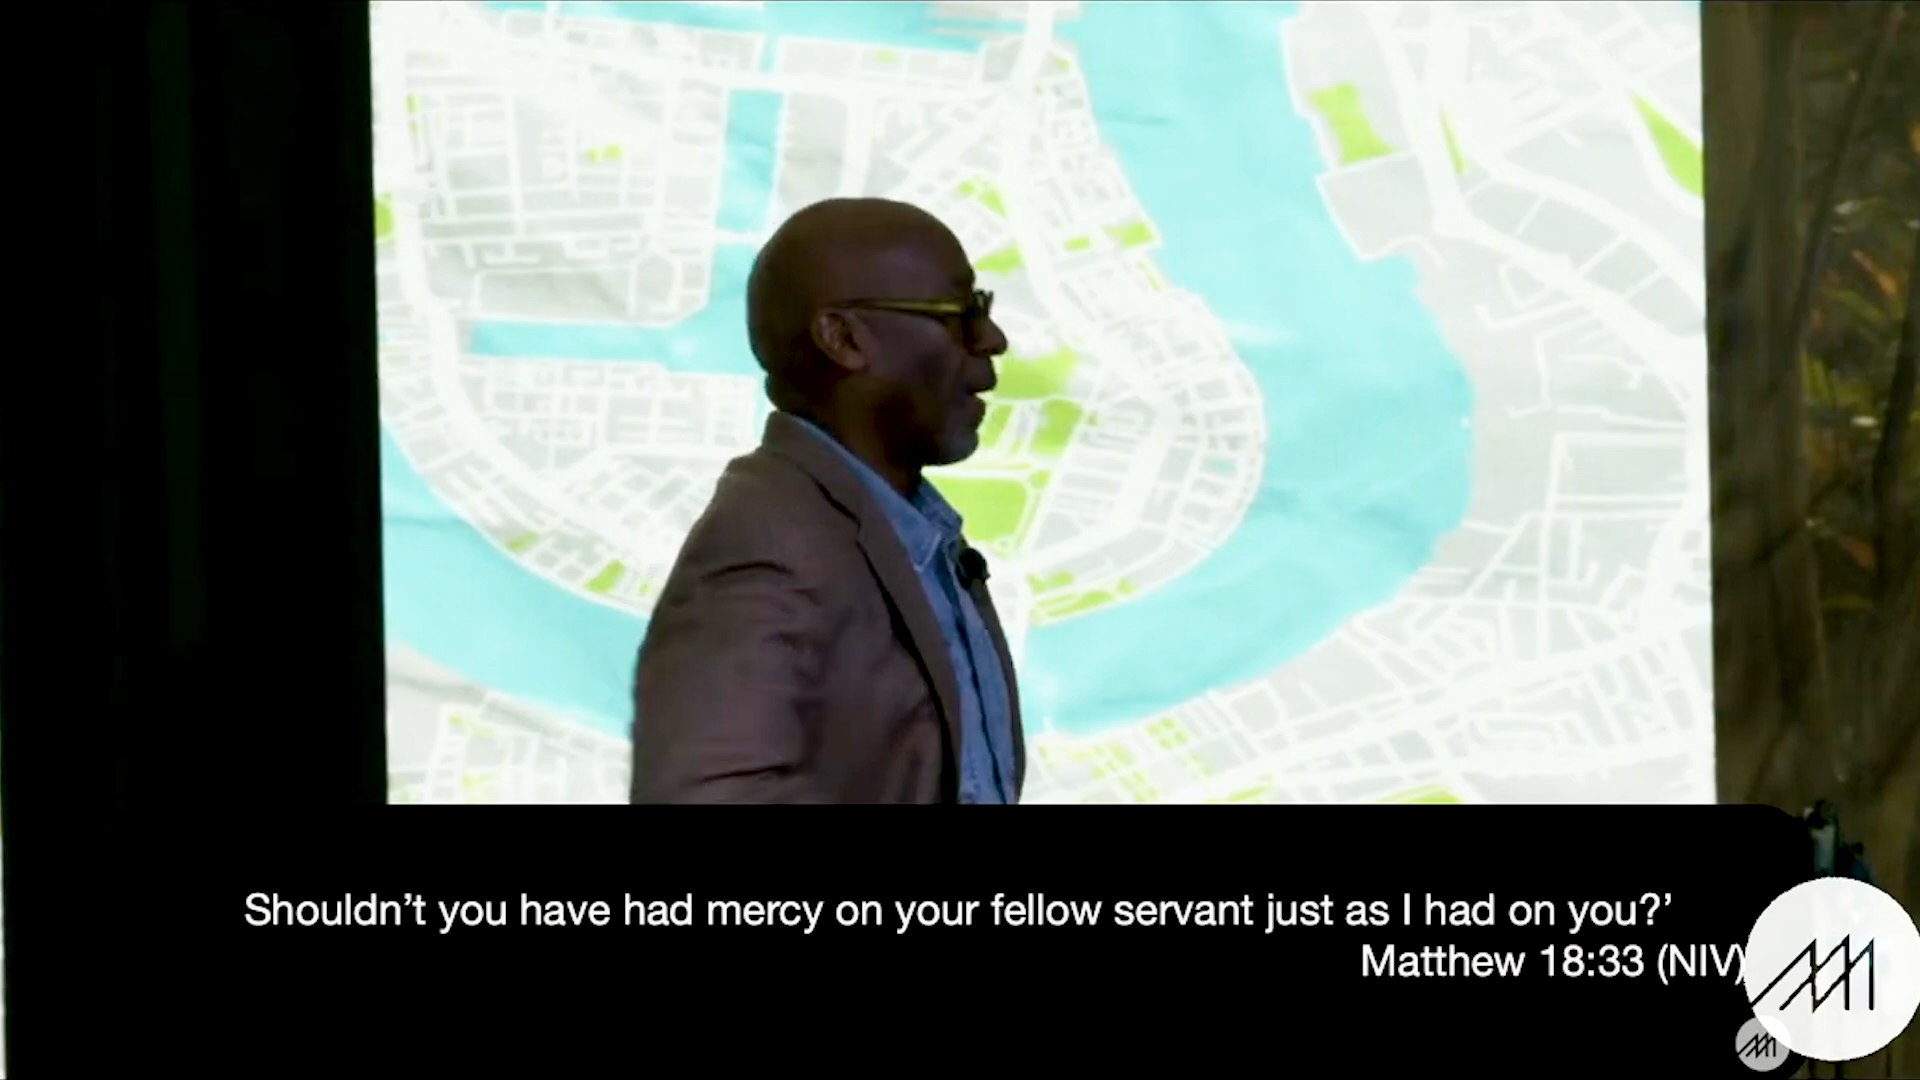 Shouldn’t you have had mercy on your fellow servant just as I had on you?’
Matthew 18:33 (NIV)